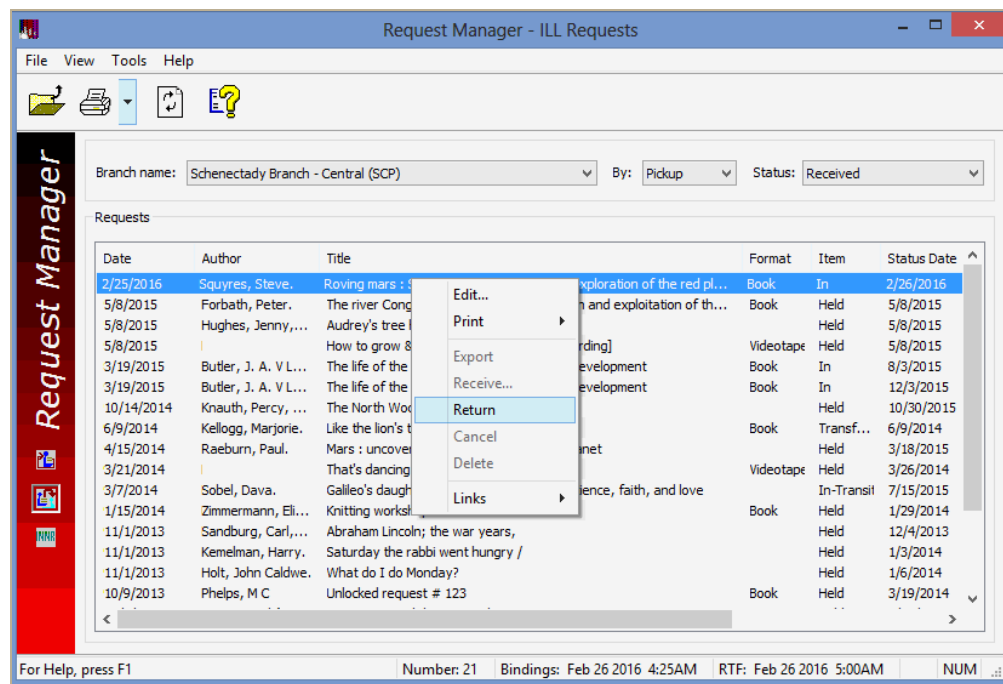 Request Manager - ILL Requests
File View Tools Help
Request Manager
Branch name: Schenectady Branch - Central (SCP) By: Pickup Status: Received
Requests
Date Author Title Format Item Status Date
2/25/2016 Squyres, Steve. Roving mars : xploration of the red pl... Book In 2/26/2016
5/8/2015 Forbath, Peter. The river Cong n and exploitation of th... Book Held 5/8/2015
5/8/2015 Hughes, Jenny,... Audrey's tree Held 5/8/2015
5/8/2015 How to grow & rding] Videotape Held 5/8/2015
3/19/2015 Butler, J. A. V L... The life of the evelopment Book In 8/3/2015
3/19/2015 Butler, J. A. V L... The life of the evelopment Book In 12/3/2015
10/14/2014 Knauth, Percy, ... The North Woo Held 10/30/2015
6/9/2014 Kellogg, Marjorie. Like the lion's t Book Transf... 6/9/2014
4/15/2014 Raeburn, Paul. Mars : uncove anet Held 3/18/2015
3/21/2014 That's dancing Videotape Held 3/26/2014
3/7/2014 Sobel, Dava. Galileo's daugh ience, faith, and love In-Transit 7/15/2015
1/15/2014 Zimmermann, Eli... Knitting worksh Book Held 1/29/2014
11/1/2013 Sandburg, Carl,... Abraham Lincoln; the war years, Held 12/4/2013
11/1/2013 Kemelman, Harry. Saturday the rabbi went hungry / Held 1/3/2014
11/1/2013 Holt, John Caldwe. What do I do Monday? Held 1/6/2014
10/9/2013 Phelps, M C Unlocked request # 123 Book Held 3/19/2014
Edit...
Print
Export
Receive...
Return
Cancel
Delete
Links
For Help, press F1 Number: 21 Bindings: Feb 26 2016 4:25AM RTF: Feb 26 2016 5:00AM NUM